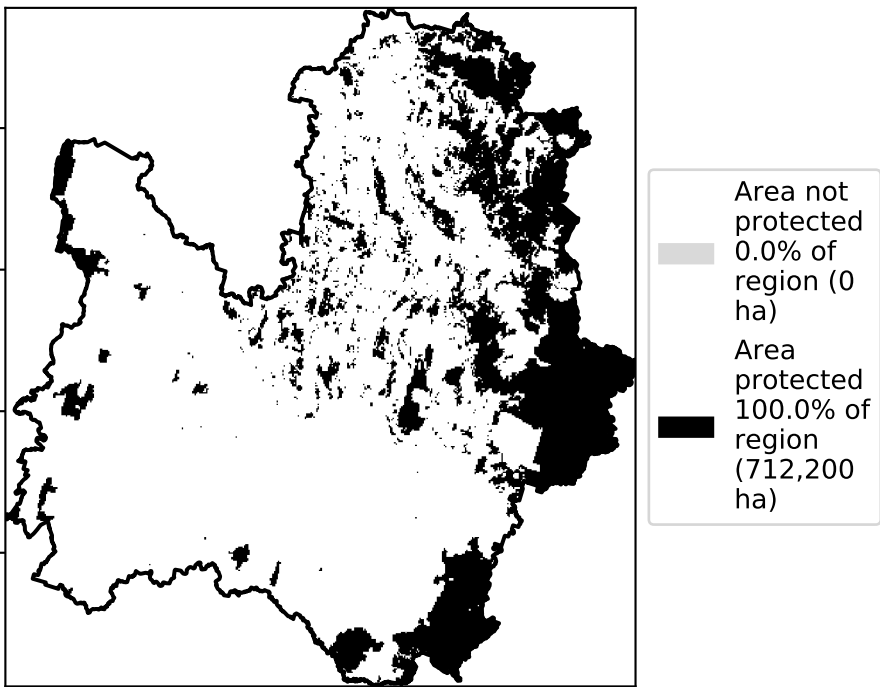 Area not
protected
0.0% of
region (0
ha)
Area
protected
100.0% of
region
(712,200
ha)